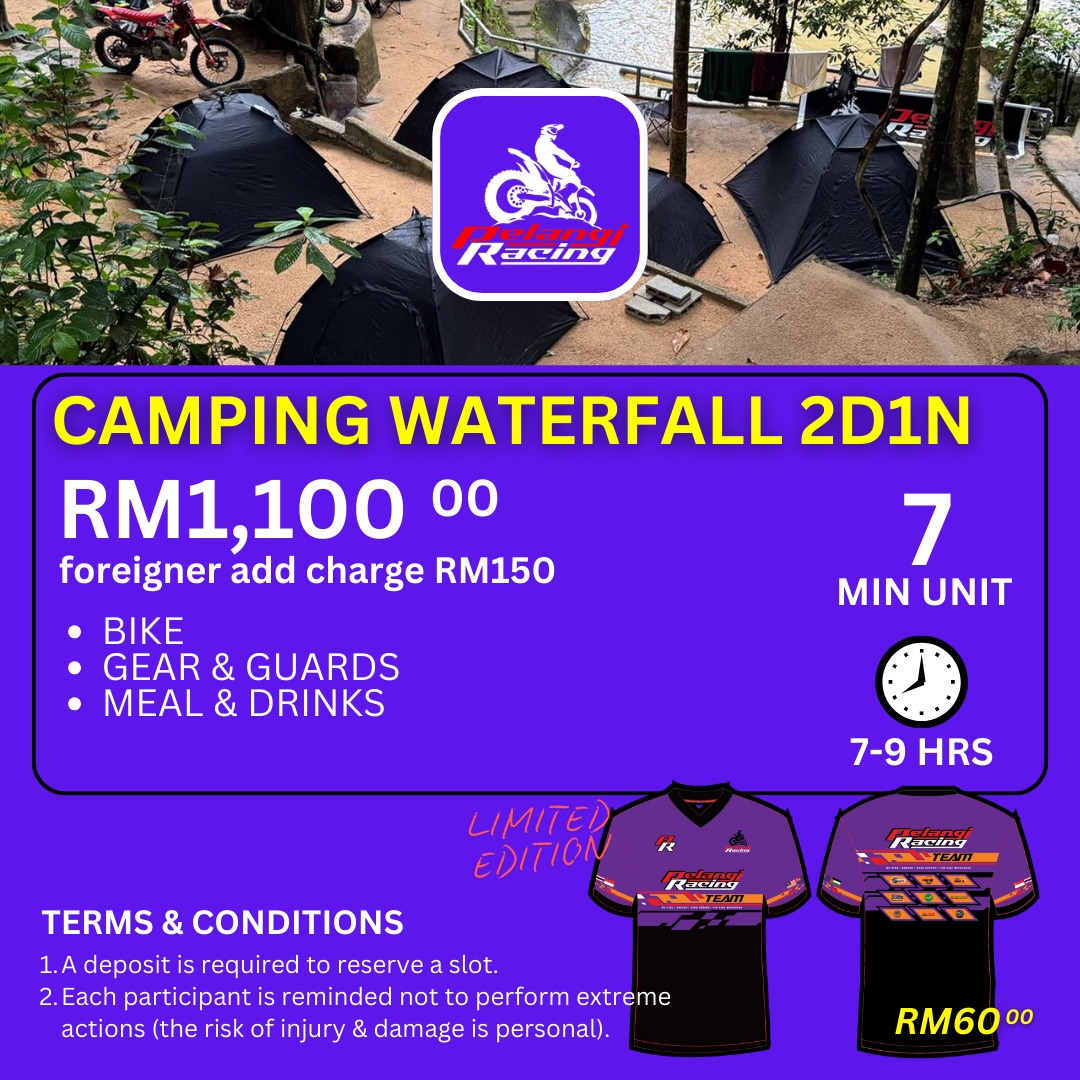 Pelangi
Racing
Pelangi
Racing
CAMPING WATERFALL 2D1N
RM1,100 00
foreigner add charge RM150
• BIKE
• GEAR & GUARDS
• MEAL & DRINKS
7
MIN UNIT
7-9 HRS
LIMITED
EDITION
R
R
Racing
Pelangi
Racing
TEAM
Pelangi
Racing
TEAM
TERMS & CONDITIONS
1. A deposit is required to reserve a slot.
2. Each participant is reminded not to perform extreme
actions (the risk of injury & damage is personal).
RM60 00